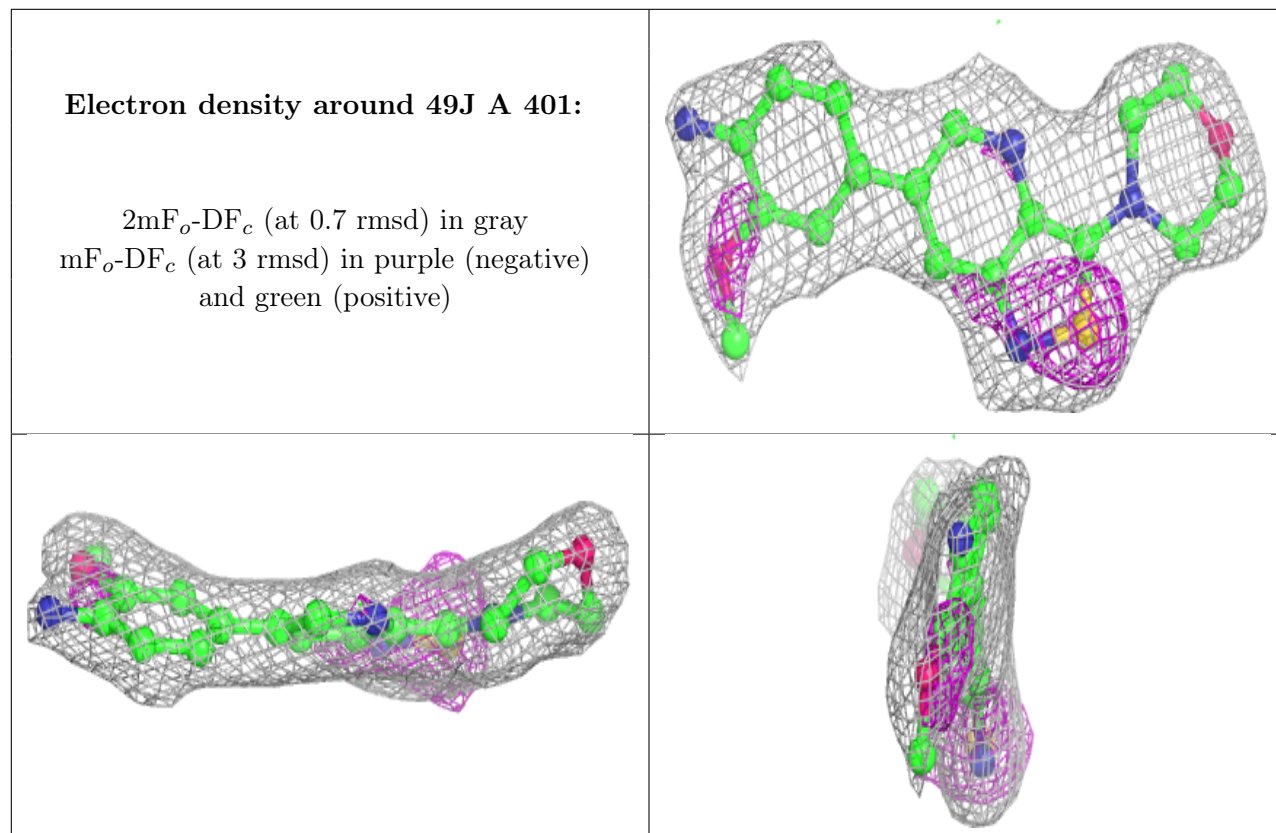 Electron density around 49J A 401:
2mFₒ-DF𝒸 (at 0.7 rmsd) in gray
mFₒ-DF𝒸 (at 3 rmsd) in purple (negative)
and green (positive)